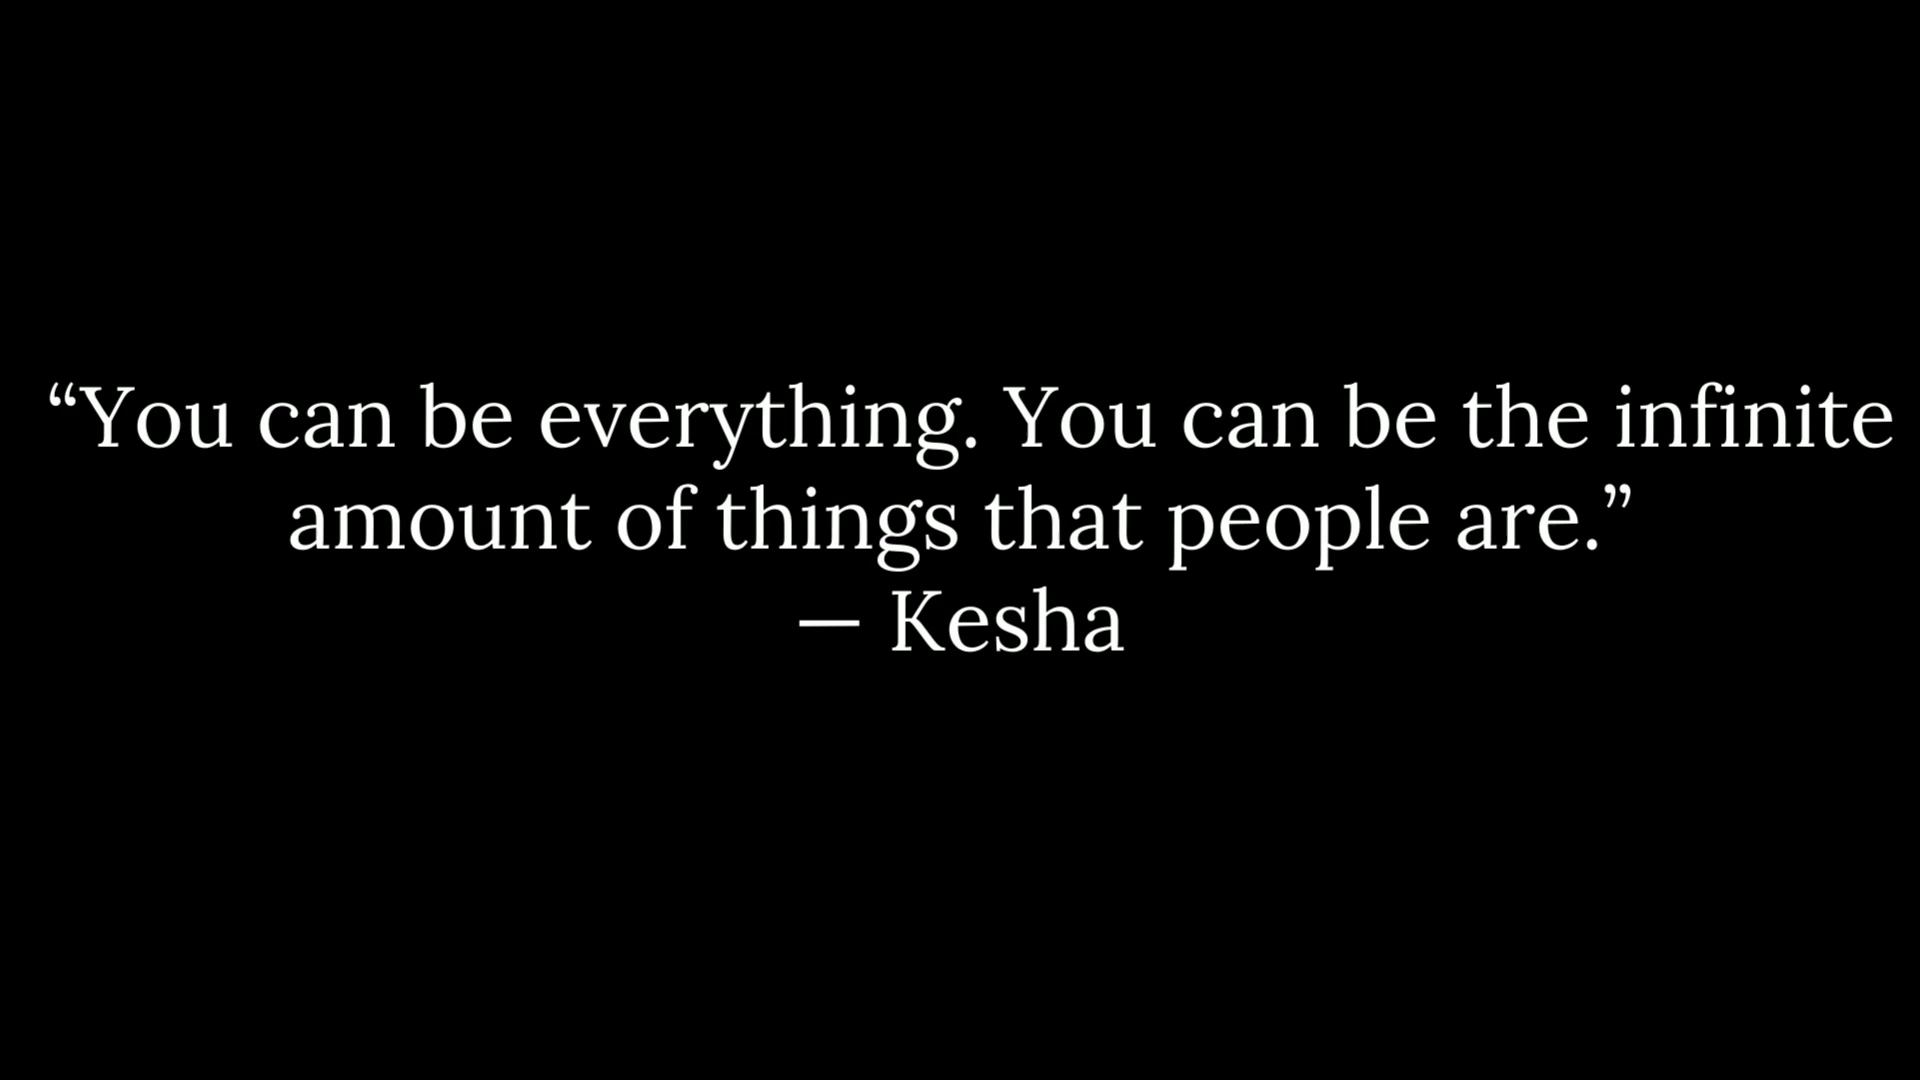 “You can be everything. You can be the infinite
amount of things that people are.”
— Kesha